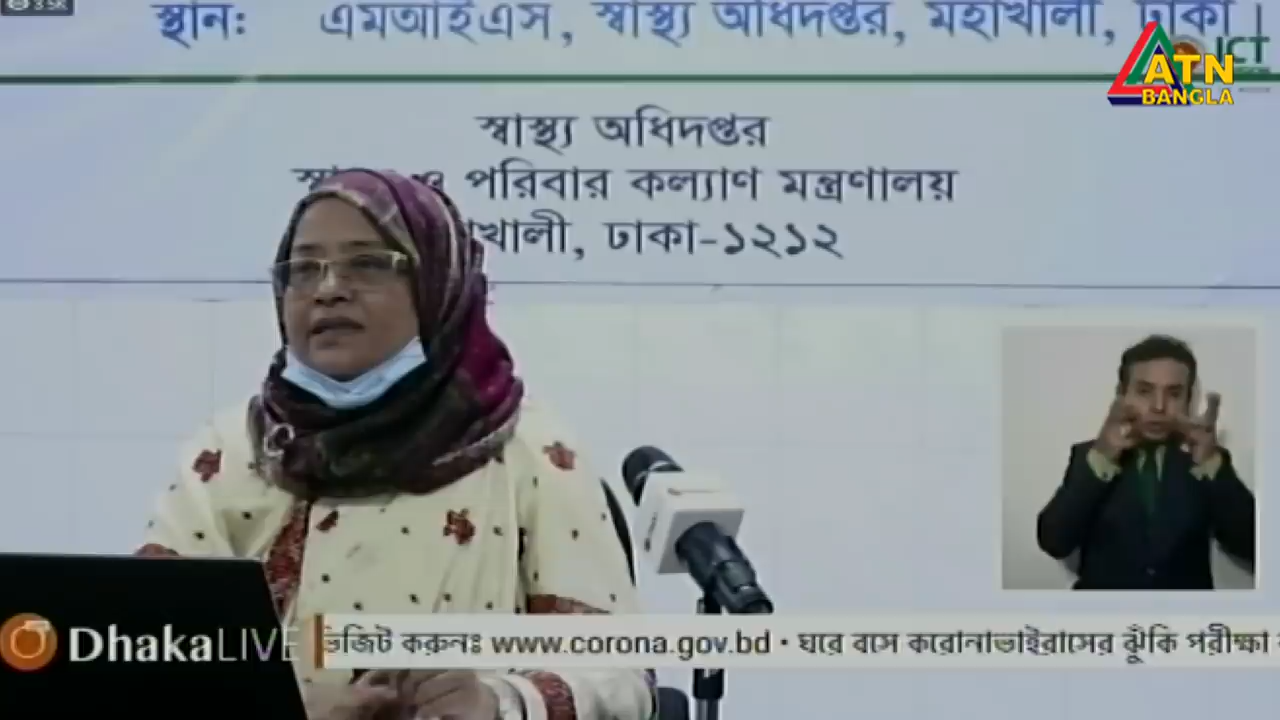 স্থান: এমআইএস, স্বাস্থ্য অধিদপ্তর, মহাখালী, ঢাকা।
ICT
ATN
BANGLA
স্বাস্থ্য অধিদপ্তর
ও পরিবার কল্যাণ মন্ত্রণালয়
খালী, ঢাকা-১২১২
DhakaLIVE
ভিজিট করুনঃ www.corona.gov.bd • ঘরে বসে করোনাভাইরাসের ঝুঁকি পরীক্ষা